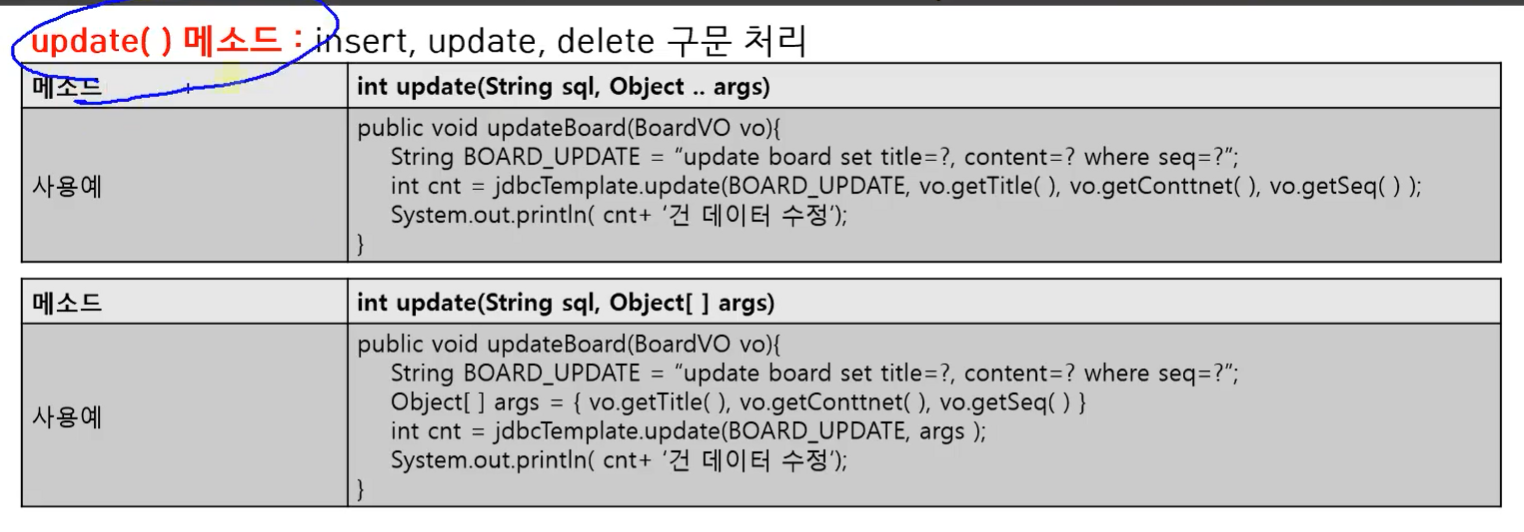 update( ) 메소드 : insert, update, delete 구문 처리
메소드 int update(String sql, Object .. args)
사용예
public void updateBoard(BoardVO vo){
String BOARD_UPDATE = “update board set title=?, content=? where seq=?”;
int cnt = jdbcTemplate.update(BOARD_UPDATE, vo.getTitle( ), vo.getConttnet( ), vo.getSeq( ) );
System.out.println( cnt+ ‘건 데이터 수정’);
}
메소드 int update(String sql, Object[ ] args)
사용예
public void updateBoard(BoardVO vo){
String BOARD_UPDATE = “update board set title=?, content=? where seq=?”;
Object[ ] args = { vo.getTitle( ), vo.getConttnet( ), vo.getSeq( ) }
int cnt = jdbcTemplate.update(BOARD_UPDATE, args );
System.out.println( cnt+ ‘건 데이터 수정’);
}